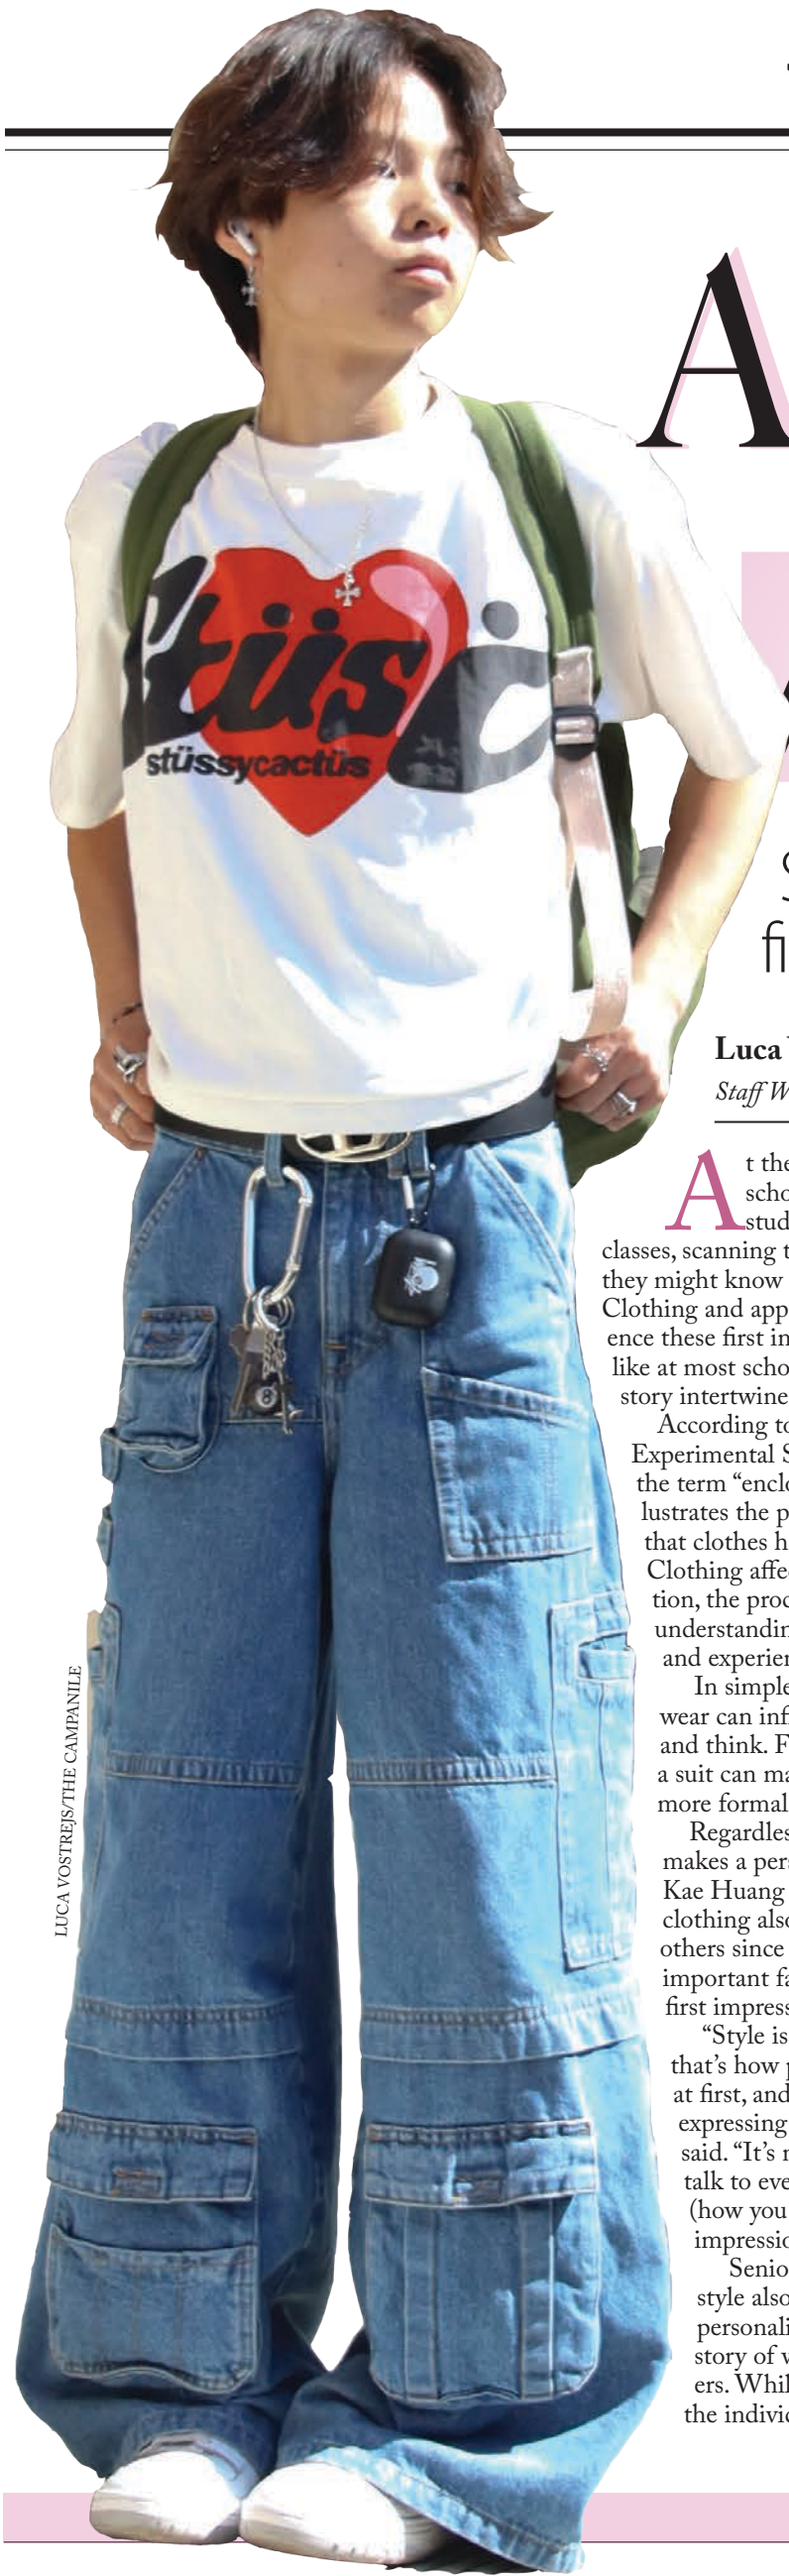 A
Stüs
stüssycactüs
fi
Luca
Staff W
At the
scho
stud
classes, scanning t
they might know
Clothing and app
ence these first in
like at most scho
story intertwine
According to
Experimental S
the term “enclo
lustrates the p
that clothes h
Clothing affe
tion, the proc
understandin
and experien
In simple
wear can infl
and think. F
a suit can ma
more formal
Regardles
makes a pers
Kae Huang
clothing also
others since
important fa
first impress
“Style is
that’s how p
at first, and
expressing
said. “It’s n
talk to eve
(how you
impressio
Senio
style also
personali
story of w
ers. Whil
the individ
LUCA VOSTREJS/THE CAMPANILE
8